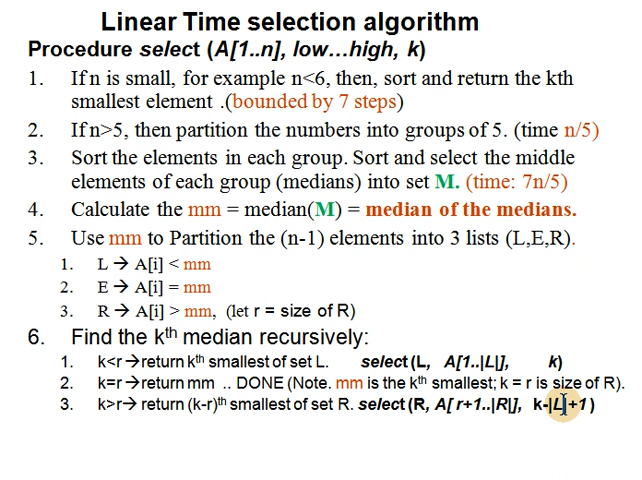 Linear Time selection algorithm
Procedure select (A[1..n], low…high, k)
1. If n is small, for example n<6, then, sort and return the kth
smallest element .(bounded by 7 steps)
2. If n>5, then partition the numbers into groups of 5. (time n/5)
3. Sort the elements in each group. Sort and select the middle
elements of each group (medians) into set M. (time: 7n/5)
4. Calculate the mm = median(M) = median of the medians.
5. Use mm to Partition the (n-1) elements into 3 lists (L,E,R).
1. L → A[i] < mm
2. E → A[i] = mm
3. R → A[i] > mm, (let r = size of R)
6. Find the kth median recursively:
1. k<r → return kth smallest of set L. select (L, A[1..|L|], k)
2. k=r → return mm .. DONE (Note. mm is the kth smallest; k = r is size of R).
3. k>r → return (k-r)th smallest of set R. select (R, A[ r+1..|R|], k-|L|+1 )